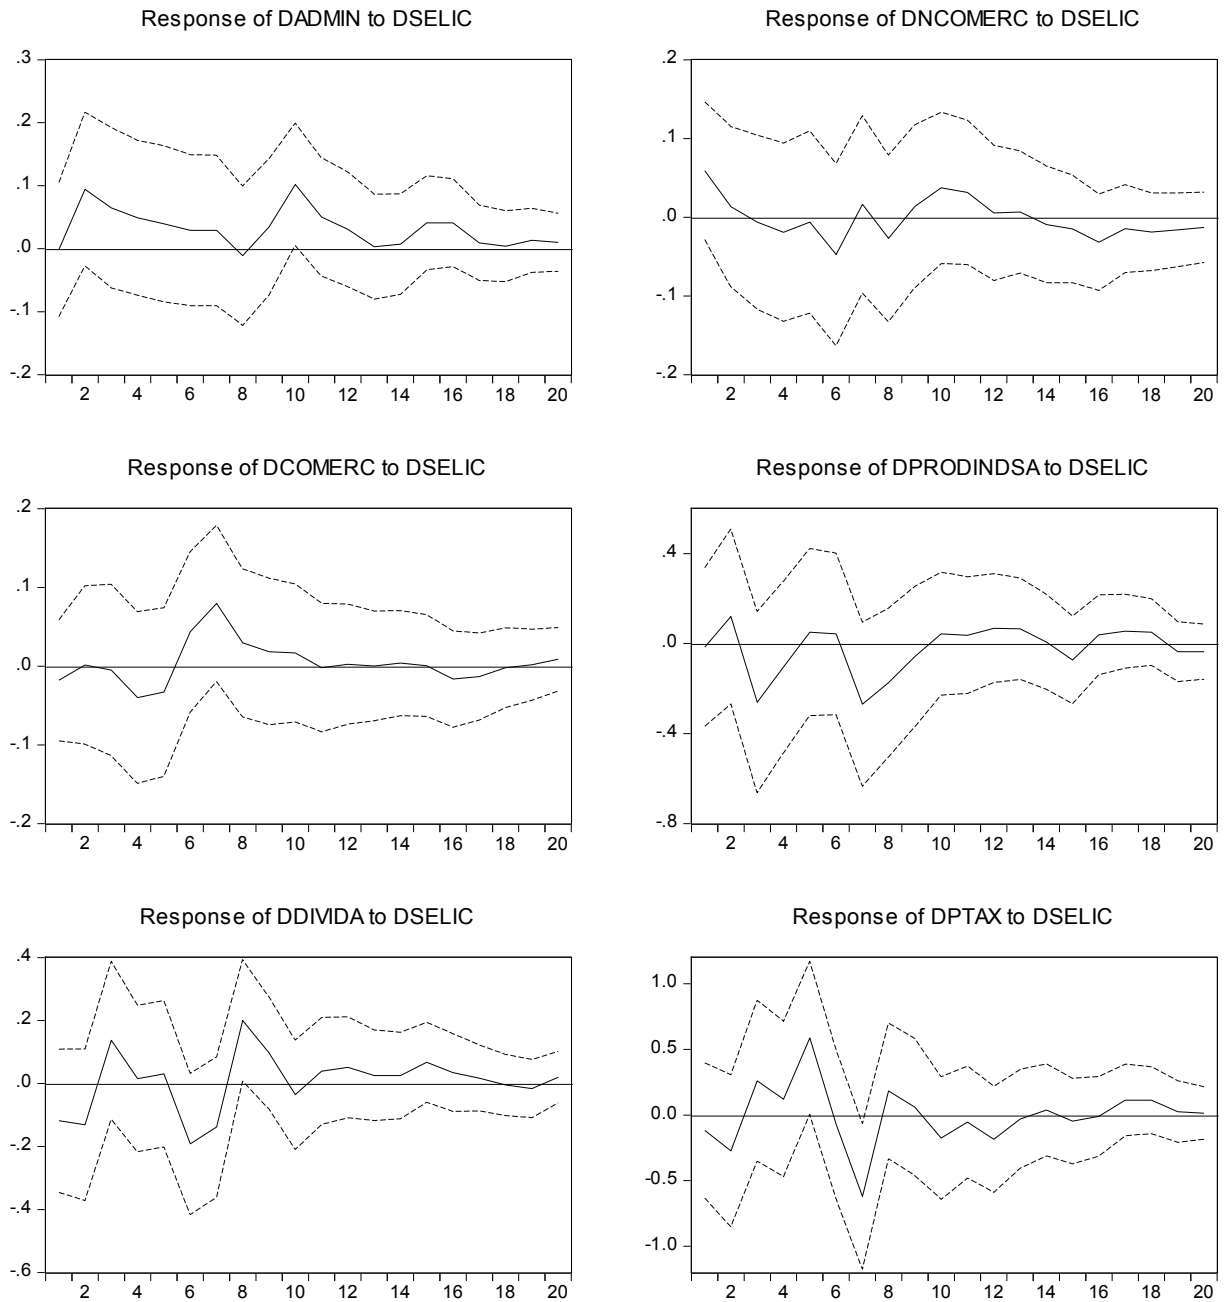 Response of DADMIN to DSELIC
.3
.2
.1
.0
-.1
-.2
2 4 6 8 10 12 14 16 18 20
Response of DNCOMERC to DSELIC
.2
.1
.0
-.1
-.2
2 4 6 8 10 12 14 16 18 20
Response of DCOMERC to DSELIC
.2
.1
.0
-.1
-.2
2 4 6 8 10 12 14 16 18 20
Response of DPRODINDSA to DSELIC
.4
.0
-.4
-.8
2 4 6 8 10 12 14 16 18 20
Response of DDIVIDA to DSELIC
.4
.2
.0
-.2
-.4
-.6
2 4 6 8 10 12 14 16 18 20
Response of DPTAX to DSELIC
1.0
0.5
0.0
-0.5
-1.0
2 4 6 8 10 12 14 16 18 20